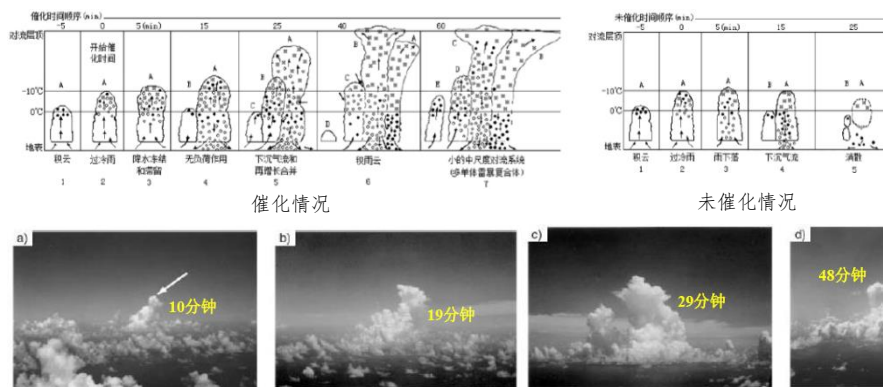 催化时间顺序(min)
-5 0 5(min) 15 25 40 60
对流层顶
开始催
化时间
A A A A A A A
B B B B B
C C C C
D D
E
-10℃
0℃
地表
积云 过冷雨 降水冻结
和滞留 无负荷作用 下沉气流和
再增长合并 积雨云 小的中尺度对流系统
(多单体雷暴复合体)
1 2 3 4 5 6 7
催化情况
未催化时间顺序(min)
-5 0 5 15 25
对流层顶
A A A A B A
B
-10℃
0℃
地表
积云 过冷雨 雨下落 下沉气流 消散
1 2 3 4 5
未催化情况
a) b) c) d)
10分钟 19分钟 29分钟 48分钟